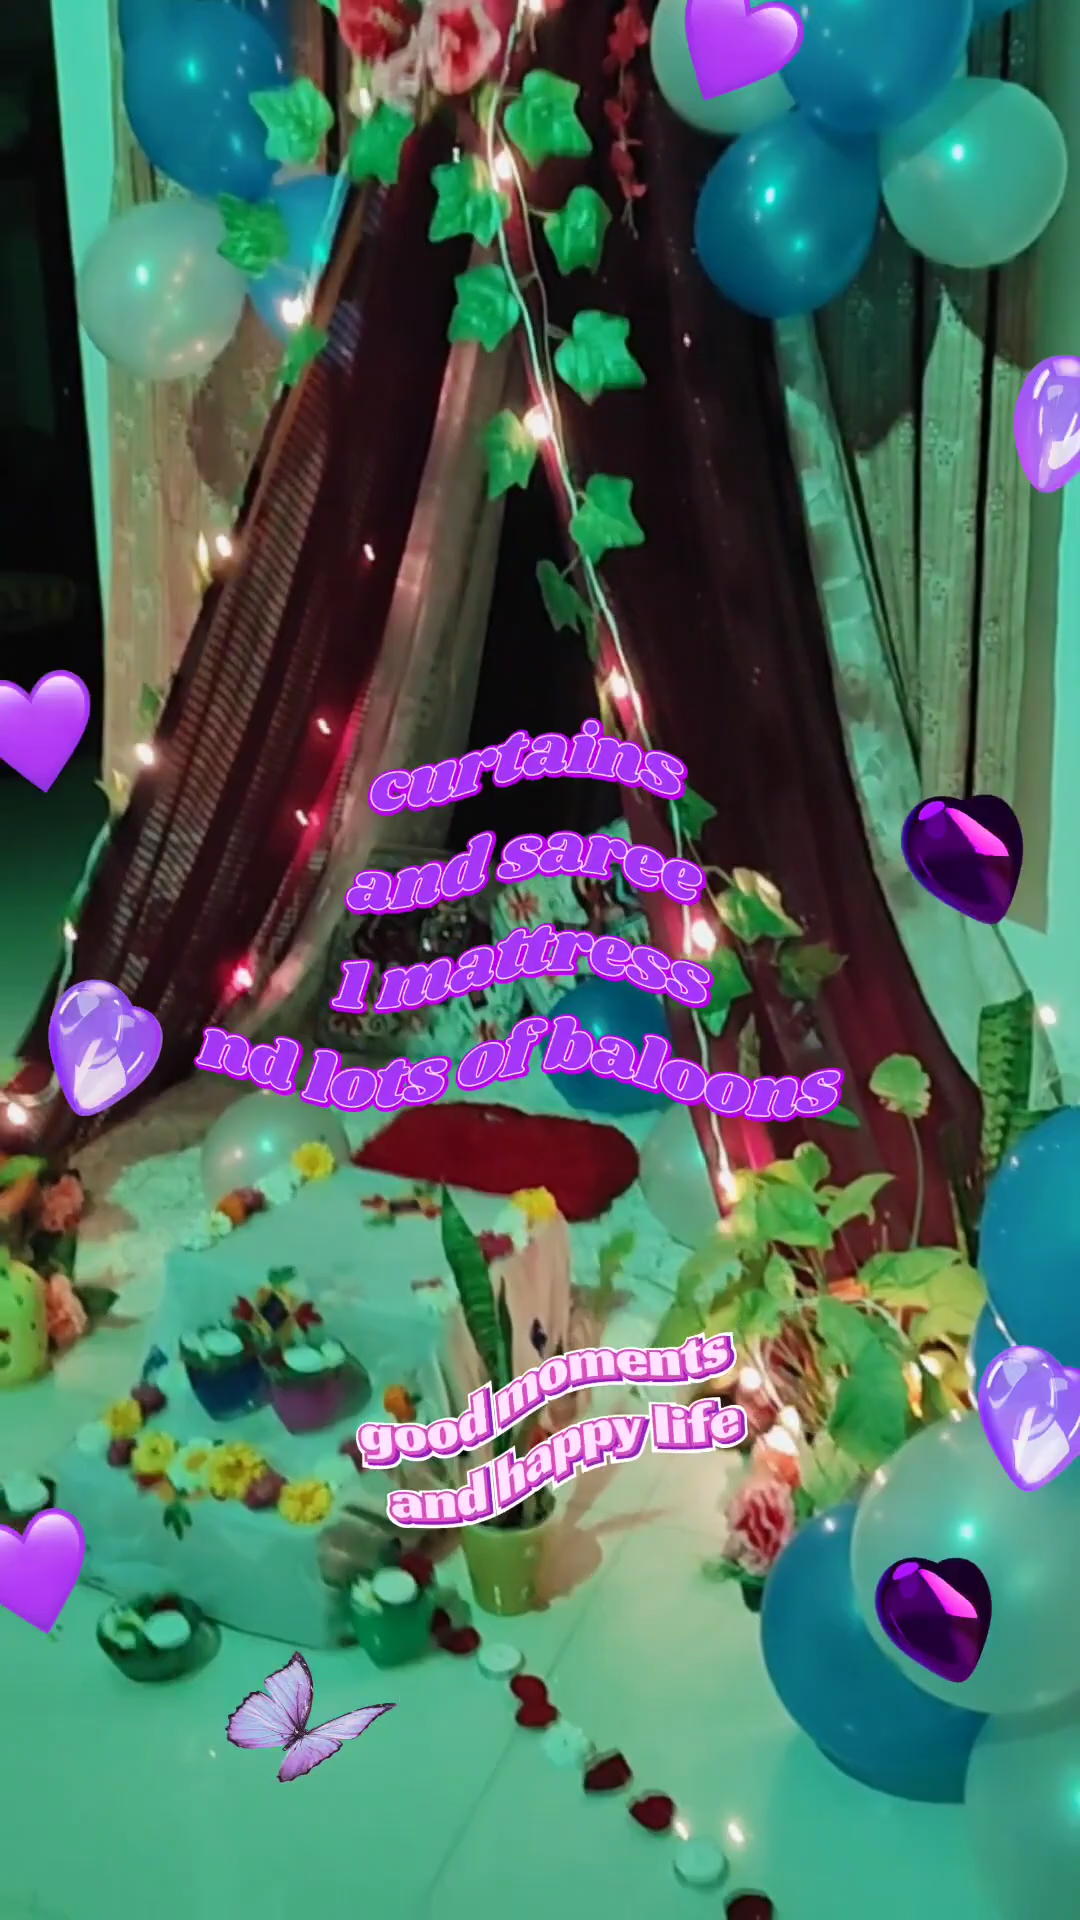 curtains
and saree
1 mattress
nd lots of baloons
good moments
and happy life